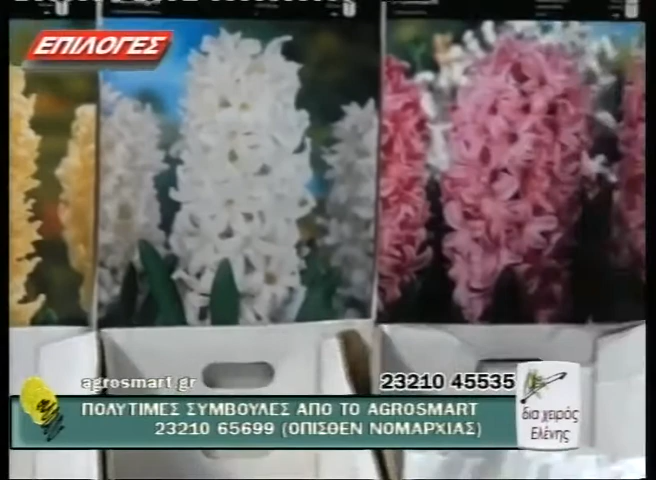 ΕΠΙΛΟΓΕΣ
agrosmart.gr
23210 45535
ΠΟΛΥΤΙΜΕΣ ΣΥΜΒΟΥΛΕΣ ΑΠΟ ΤΟ AGROSMART
23210 65699 (ΟΠΙΣΘΕΝ ΝΟΜΑΡΧΙΑΣ)
δια χειρός
Ελένης